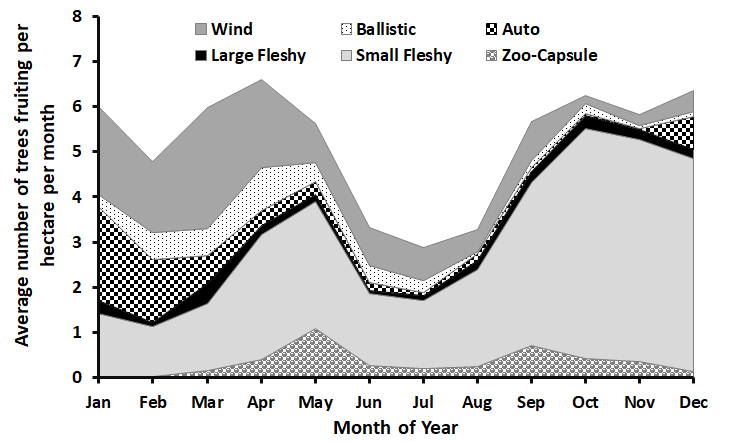 Average number of trees fruiting per
hectare per month
8
7
6
5
4
3
2
1
0
Wind Ballistic Auto
Large Fleshy Small Fleshy Zoo-Capsule
Jan Feb Mar Apr May Jun Jul Aug Sep Oct Nov Dec
Month of Year